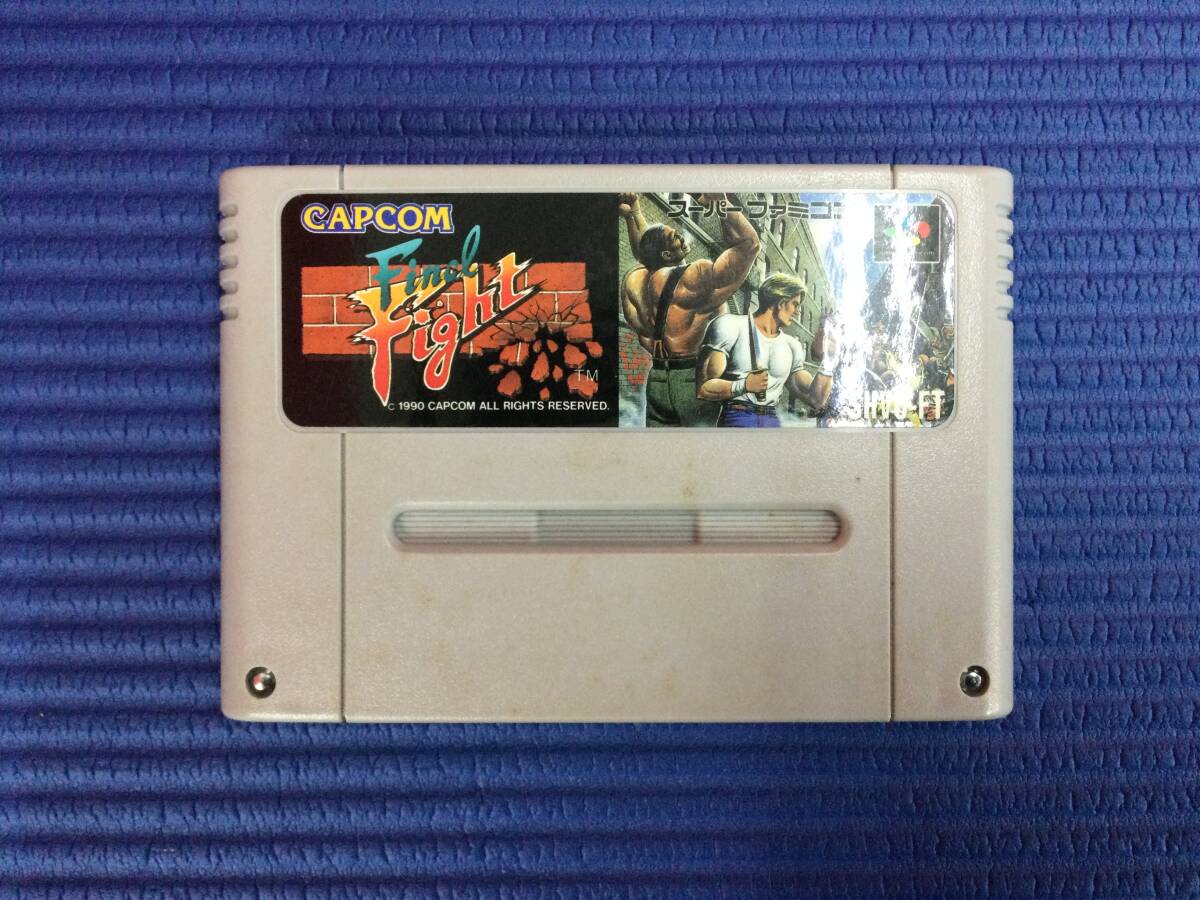 CAPCOM
Final
Fight
TM
C 1990 CAPCOM ALL RIGHTS RESERVED.
スーパーファミコン
SHVC-FT